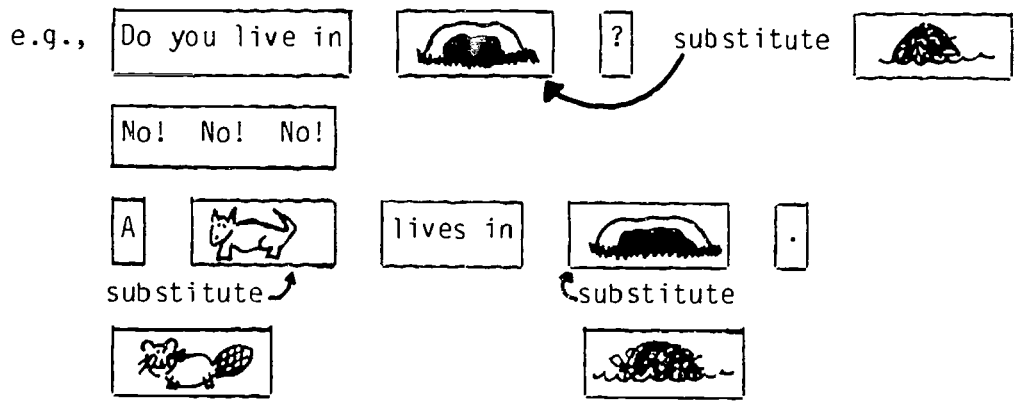 e.g., Do you live in ? substitute
No! No! No!
A lives in .
substitute substitute